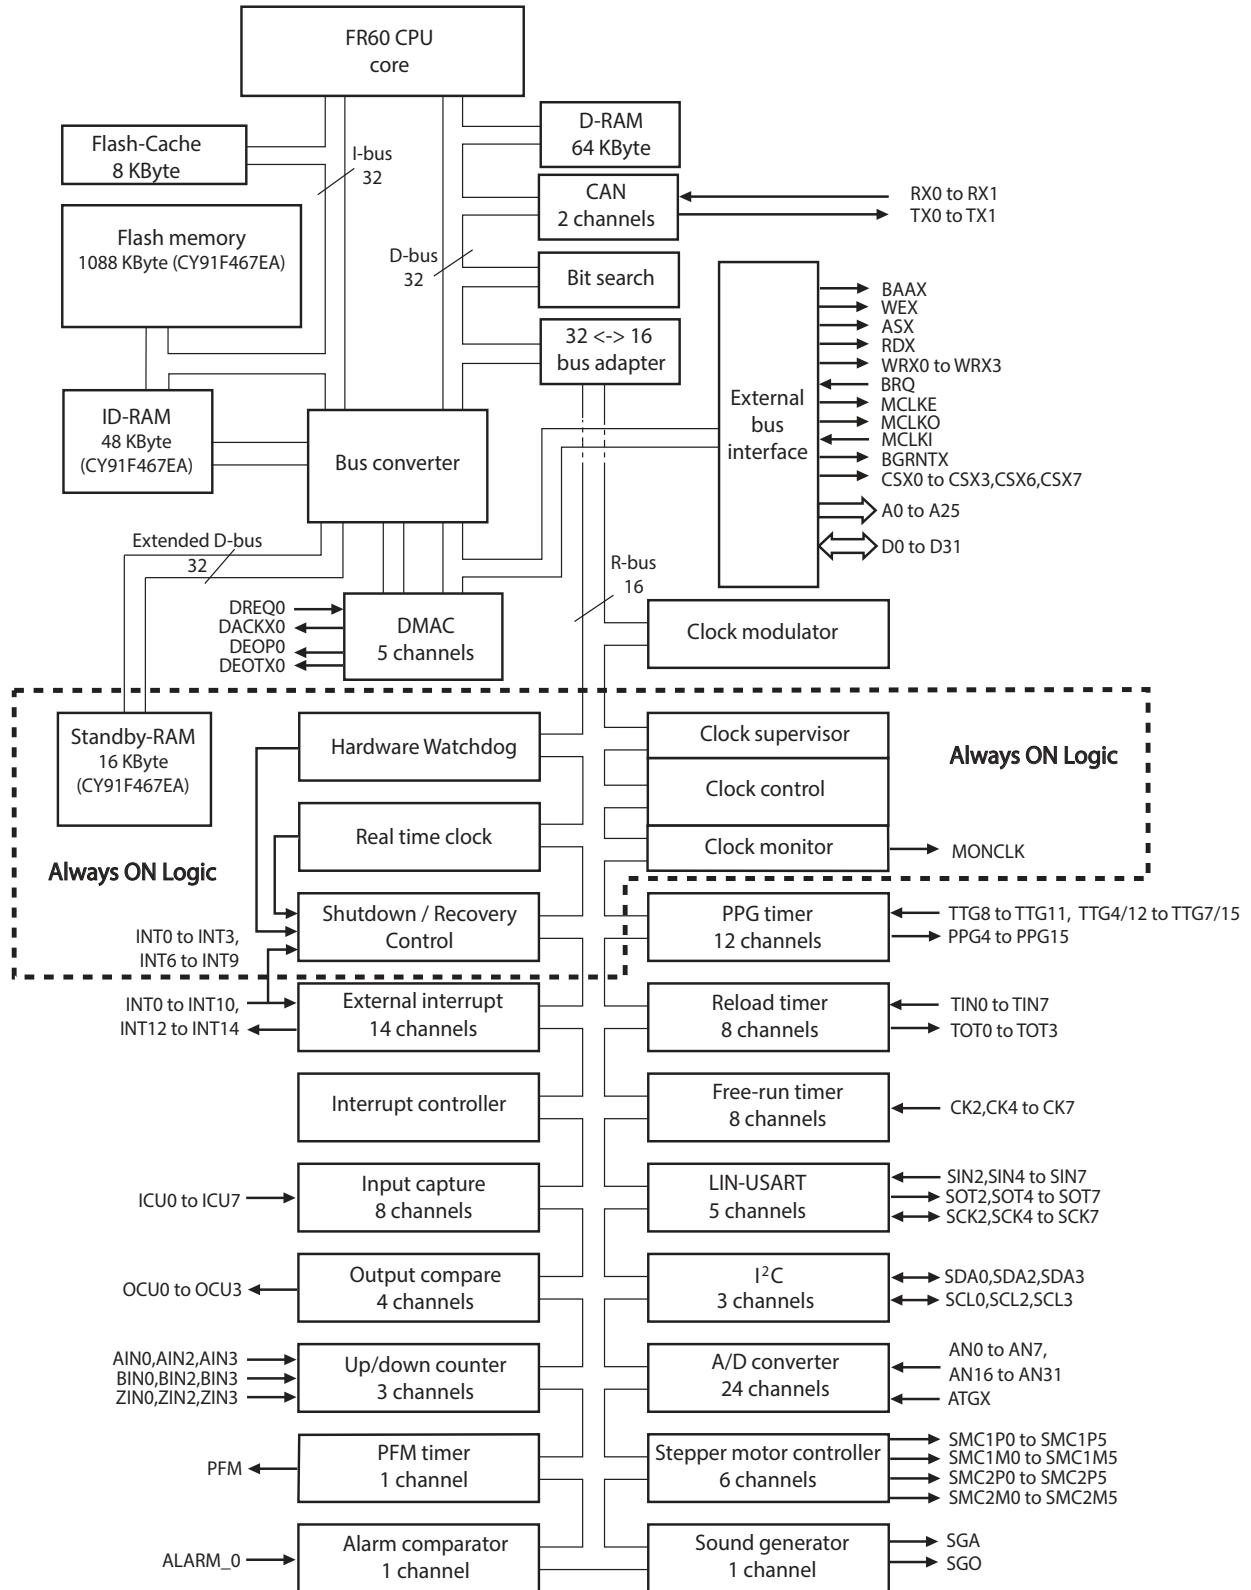 FR60 CPU
core
Flash-Cache
8 KByte
D-RAM
64 KByte
I-bus
32
CAN
2 channels
RX0 to RX1
TX0 to TX1
Flash memory
1088 KByte (CY91F467EA)
D-bus
32
Bit search
32 <-> 16
bus adapter
External
bus
interface
BAAX
WEX
ASX
RDX
WRX0 to WRX3
BRQ
MCLKE
MCLKO
MCLKI
BGRNTX
CSX0 to CSX3,CSX6,CSX7
A0 to A25
D0 to D31
ID-RAM
48 KByte
(CY91F467EA)
Bus converter
Extended D-bus
32
R-bus
16
DREQ0
DACKX0
DEOP0
DEOTX0
DMAC
5 channels
Clock modulator
Standby-RAM
16 KByte
(CY91F467EA)
Hardware Watchdog
Clock supervisor
Always ON Logic
Clock control
Real time clock
Clock monitor
MONCLK
Always ON Logic
INT0 to INT3,
INT6 to INT9
Shutdown / Recovery
Control
PPG timer
12 channels
TTG8 to TTG11, TTG4/12 to TTG7/15
PPG4 to PPG15
INT0 to INT10,
INT12 to INT14
External interrupt
14 channels
Reload timer
8 channels
TIN0 to TIN7
TOT0 to TOT3
Interrupt controller
Free-run timer
8 channels
CK2,CK4 to CK7
ICU0 to ICU7
Input capture
8 channels
LIN-USART
5 channels
SIN2,SIN4 to SIN7
SOT2,SOT4 to SOT7
SCK2,SCK4 to SCK7
OCU0 to OCU3
Output compare
4 channels
I²C
3 channels
SDA0,SDA2,SDA3
SCL0,SCL2,SCL3
AIN0,AIN2,AIN3
BIN0,BIN2,BIN3
ZIN0,ZIN2,ZIN3
Up/down counter
3 channels
A/D converter
24 channels
AN0 to AN7,
AN16 to AN31
ATGX
PFM
PFM timer
1 channel
Stepper motor controller
6 channels
SMC1P0 to SMC1P5
SMC1M0 to SMC1M5
SMC2P0 to SMC2P5
SMC2M0 to SMC2M5
ALARM_0
Alarm comparator
1 channel
Sound generator
1 channel
SGA
SGO